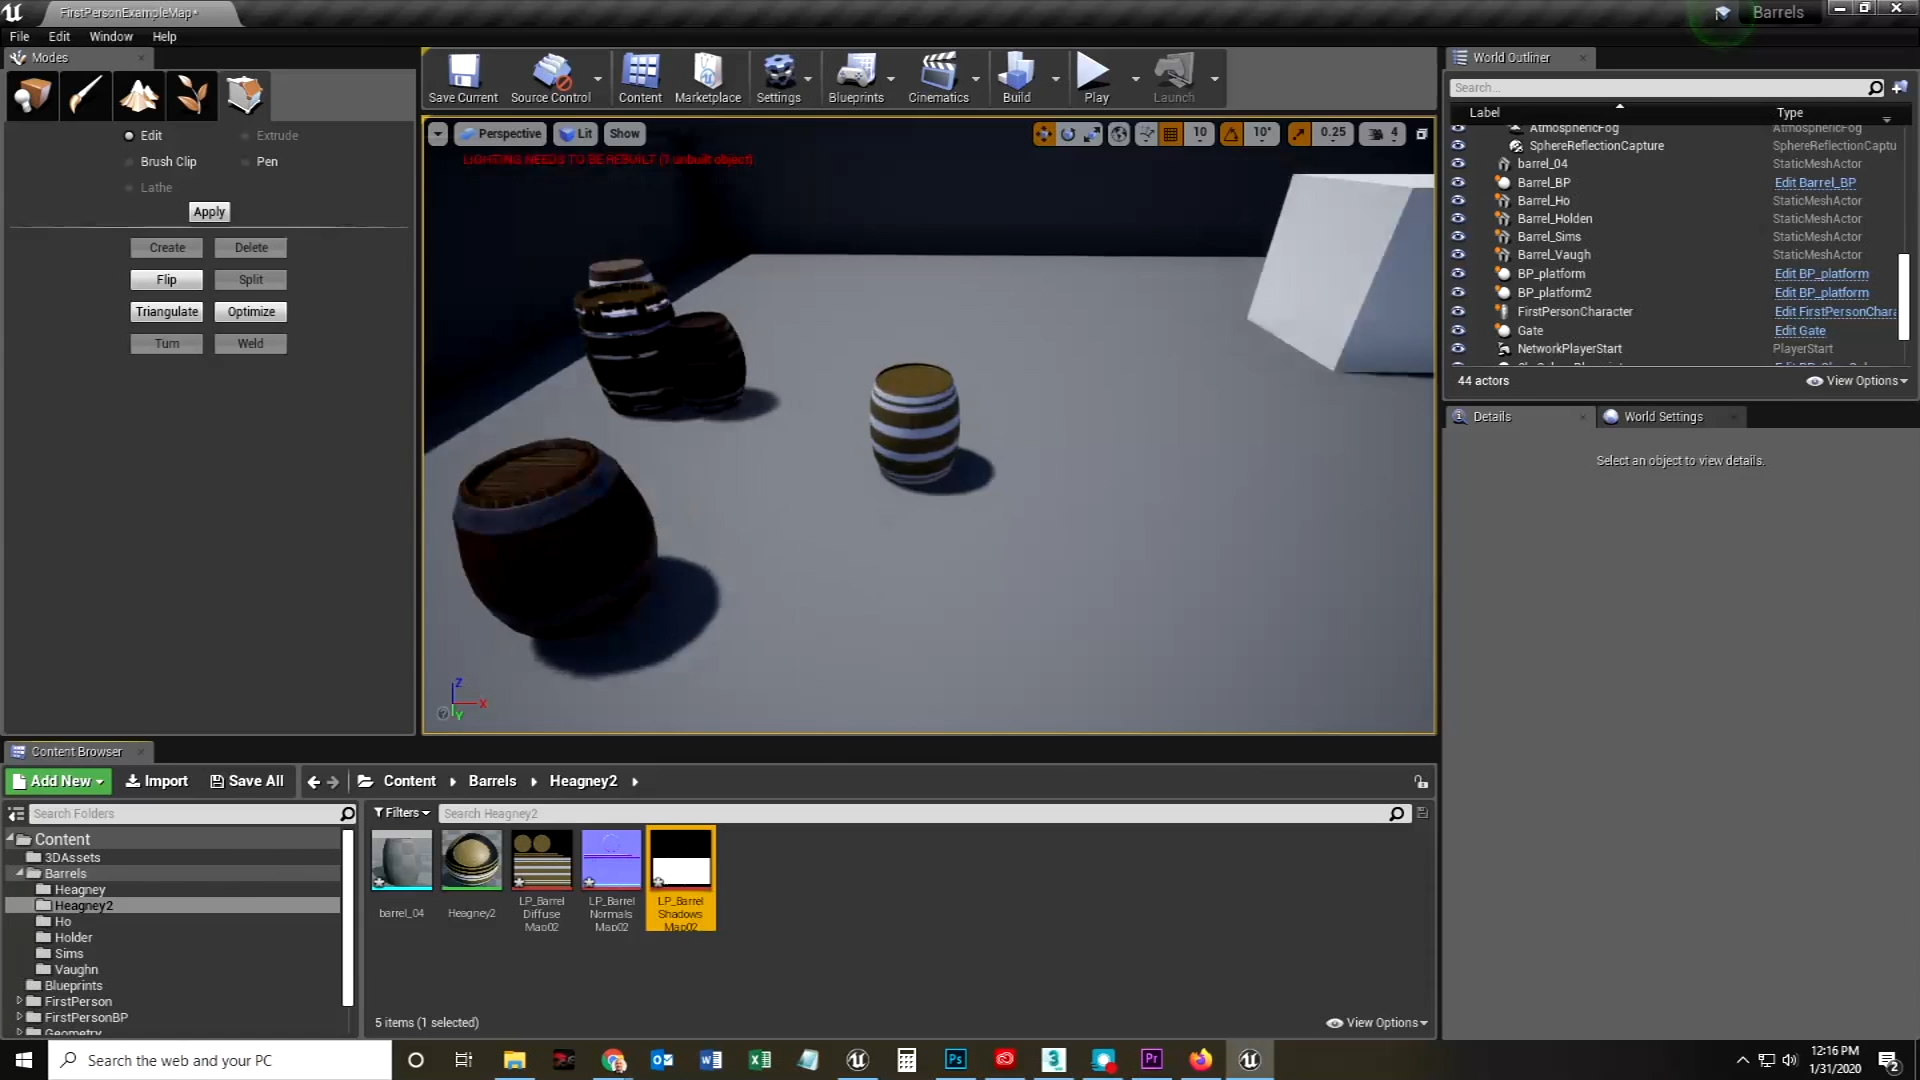 FirstPersonExampleMap*
Barrels
File Edit Window Help
Modes
Edit
Extrude
Brush Clip
Pen
Lathe
Apply
Create
Delete
Flip
Split
Triangulate
Optimize
Turn
Weld
Save Current
Source Control
Content
Marketplace
Settings
Blueprints
Cinematics
Build
Play
Launch
Perspective
Lit
Show
10
10°
0.25
4
LIGHTING NEEDS TO BE REBUILT (1 unbuilt object)
Z
X
Y
World Outliner
Search...
Label
Type
AtmosphericFog AtmosphericFog
SphereReflectionCapture SphereReflectionCaptu
barrel_04 StaticMeshActor
Barrel_BP Edit Barrel_BP
Barrel_Ho StaticMeshActor
Barrel_Holden StaticMeshActor
Barrel_Sims StaticMeshActor
Barrel_Vaugh StaticMeshActor
BP_platform Edit BP_platform
BP_platform2 Edit BP_platform
FirstPersonCharacter Edit FirstPersonChara
Gate Edit Gate
NetworkPlayerStart PlayerStart
44 actors
View Options
Details
World Settings
Select an object to view details.
Content Browser
Add New
Import
Save All
Content
Barrels
Heagney2
Search Folders
Filters
Search Heagney2
Content
3DAssets
Barrels
Heagney
Heagney2
Ho
Holder
Sims
Vaughn
Blueprints
FirstPerson
FirstPersonBP
Geometry
barrel_04
Heagney2
LP_Barrel
Diffuse
Map02
LP_Barrel
Normals
Map02
LP_Barrel
Shadows
Map02
5 items (1 selected)
View Options
Search the web and your PC
Ps
3
Pr
12:16 PM
1/31/2020
2